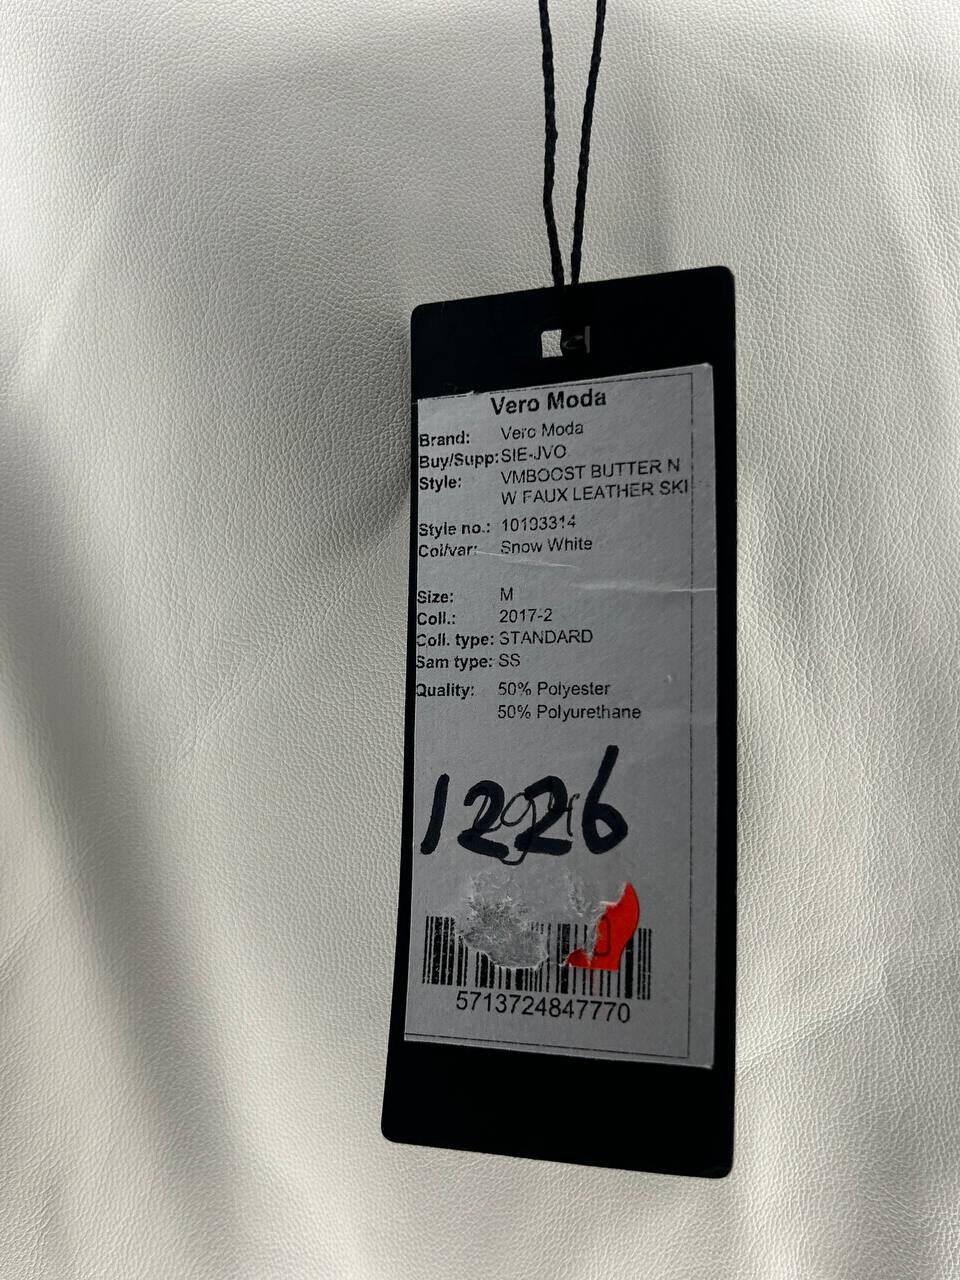 Vero Moda
Brand: Vero Moda
Buy/Supp: SIE-JVO
Style: VMBOOST BUTTER N
W FAUX LEATHER SKI
Style no.: 10193314
Col/var: Snow White
Size: M
Coll.: 2017-2
Coll. type: STANDARD
Sam type: SS
Quality: 50% Polyester
50% Polyurethane
1226
5713724847770